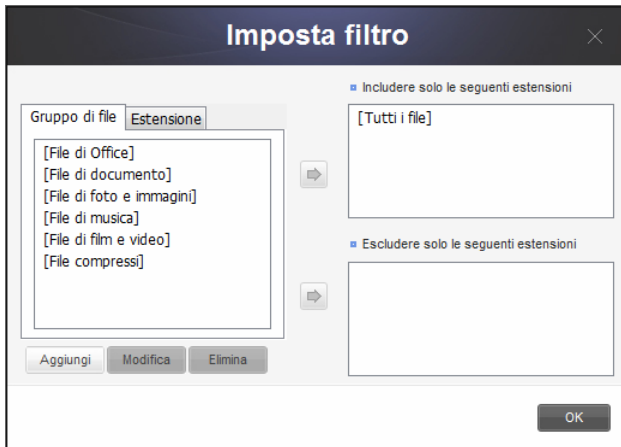 Imposta filtro
Includere solo le seguenti estensioni
Gruppo di file
Estensione
[Tutti i file]
[File di Office]
[File di documento]
[File di foto e immagini]
[File di musica]
[File di film e video]
[File compressi]
Escludere solo le seguenti estensioni
Aggiungi
Modifica
Elimina
OK